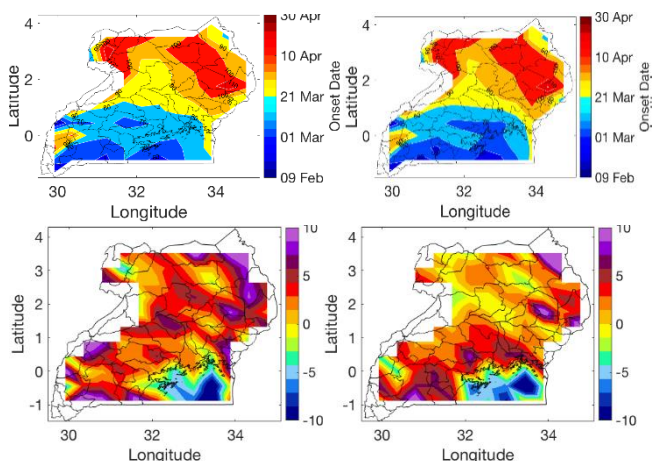 4
2
0
Latitude
30 32 34
Longitude
30 Apr
10 Apr
21 Mar
01 Mar
09 Feb
Onset Date
4
2
0
Latitude
30 32 34
Longitude
30 Apr
10 Apr
21 Mar
01 Mar
09 Feb
Onset Date
4
3
2
1
0
-1
Latitude
30 32 34
Longitude
10
5
0
-5
-10
4
3
2
1
0
-1
Latitude
30 32 34
Longitude
10
5
0
-5
-10